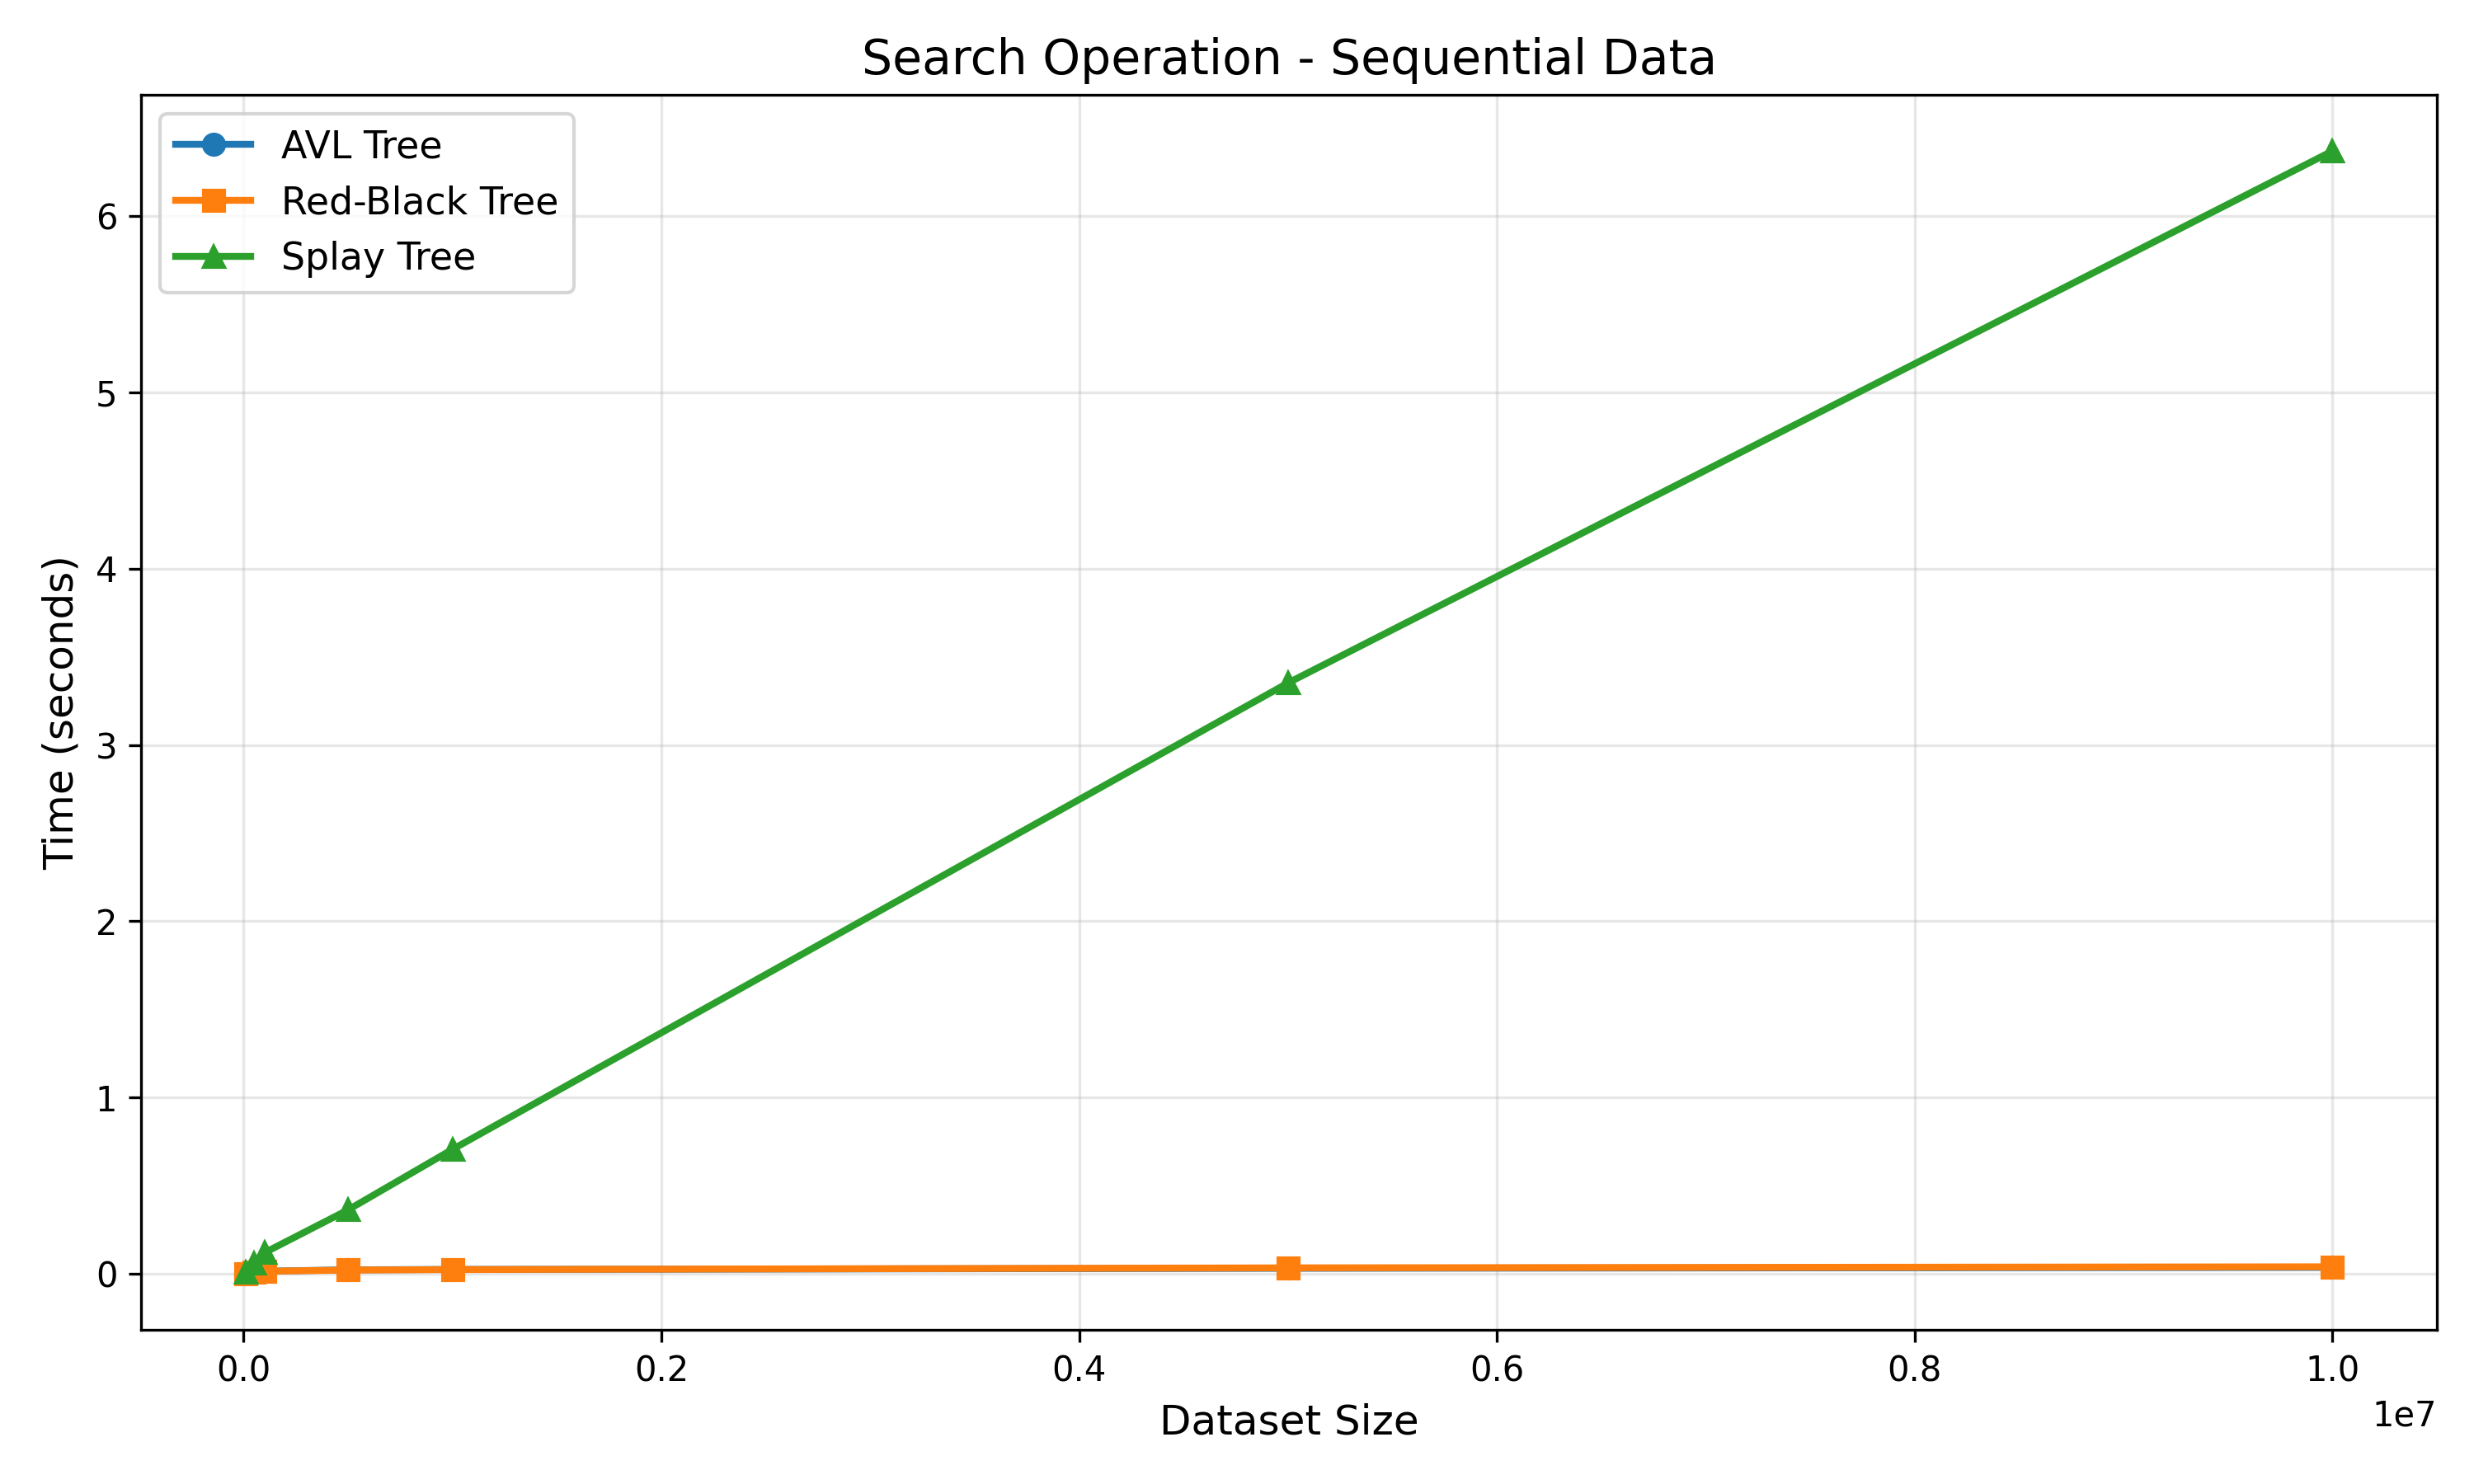 Search Operation - Sequential Data
AVL Tree
Red-Black Tree
Splay Tree
Time (seconds)
6
5
4
3
2
1
0
0.0 0.2 0.4 0.6 0.8 1.0
1e7
Dataset Size